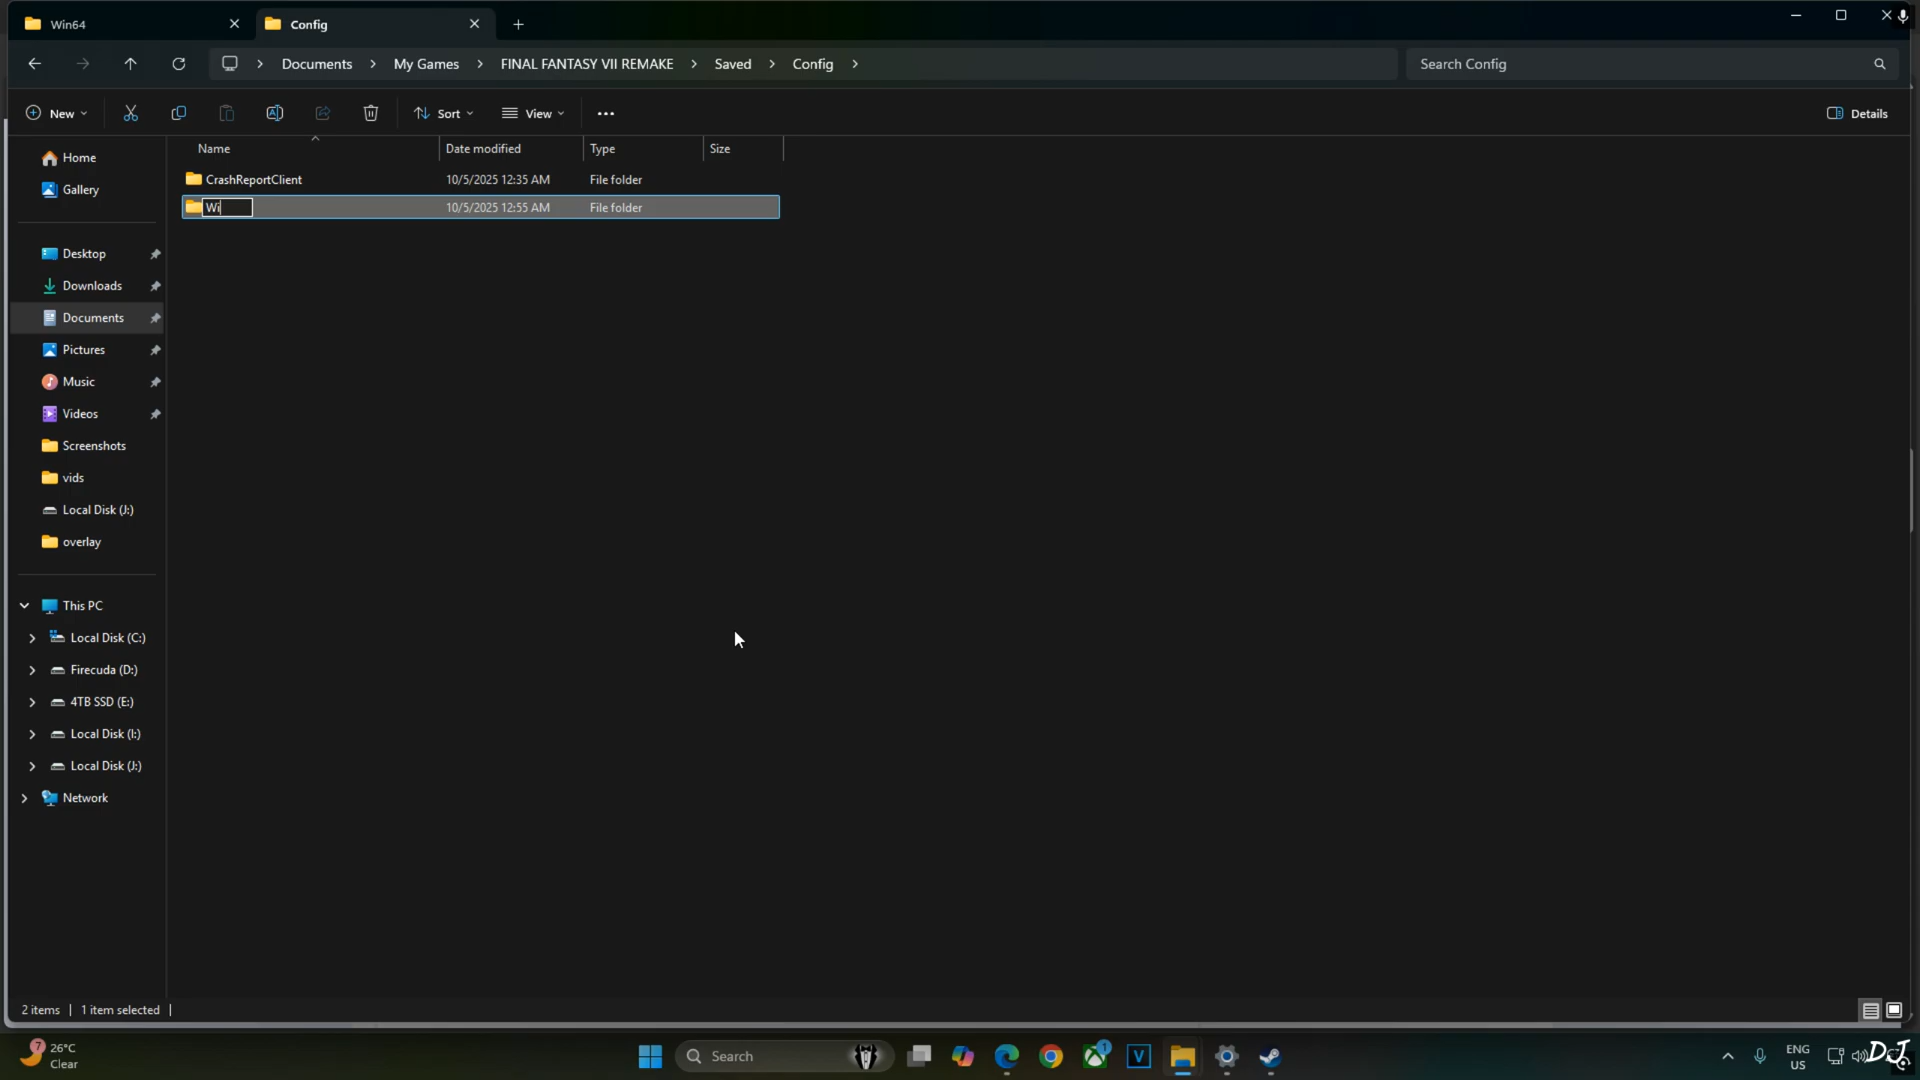 Win64
Config
Documents
My Games
FINAL FANTASY VII REMAKE
Saved
Config
Search Config
New
Sort
View
Details
Name
Date modified
Type
Size
CrashReportClient
10/5/2025 12:35 AM
File folder
Wi
10/5/2025 12:55 AM
File folder
Home
Gallery
Desktop
Downloads
Documents
Pictures
Music
Videos
Screenshots
vids
Local Disk (J:)
overlay
This PC
Local Disk (C:)
Firecuda (D:)
4TB SSD (E:)
Local Disk (I:)
Local Disk (J:)
Network
2 items
1 item selected
7
26°C
Clear
Search
1
V
ENG
US
DJ